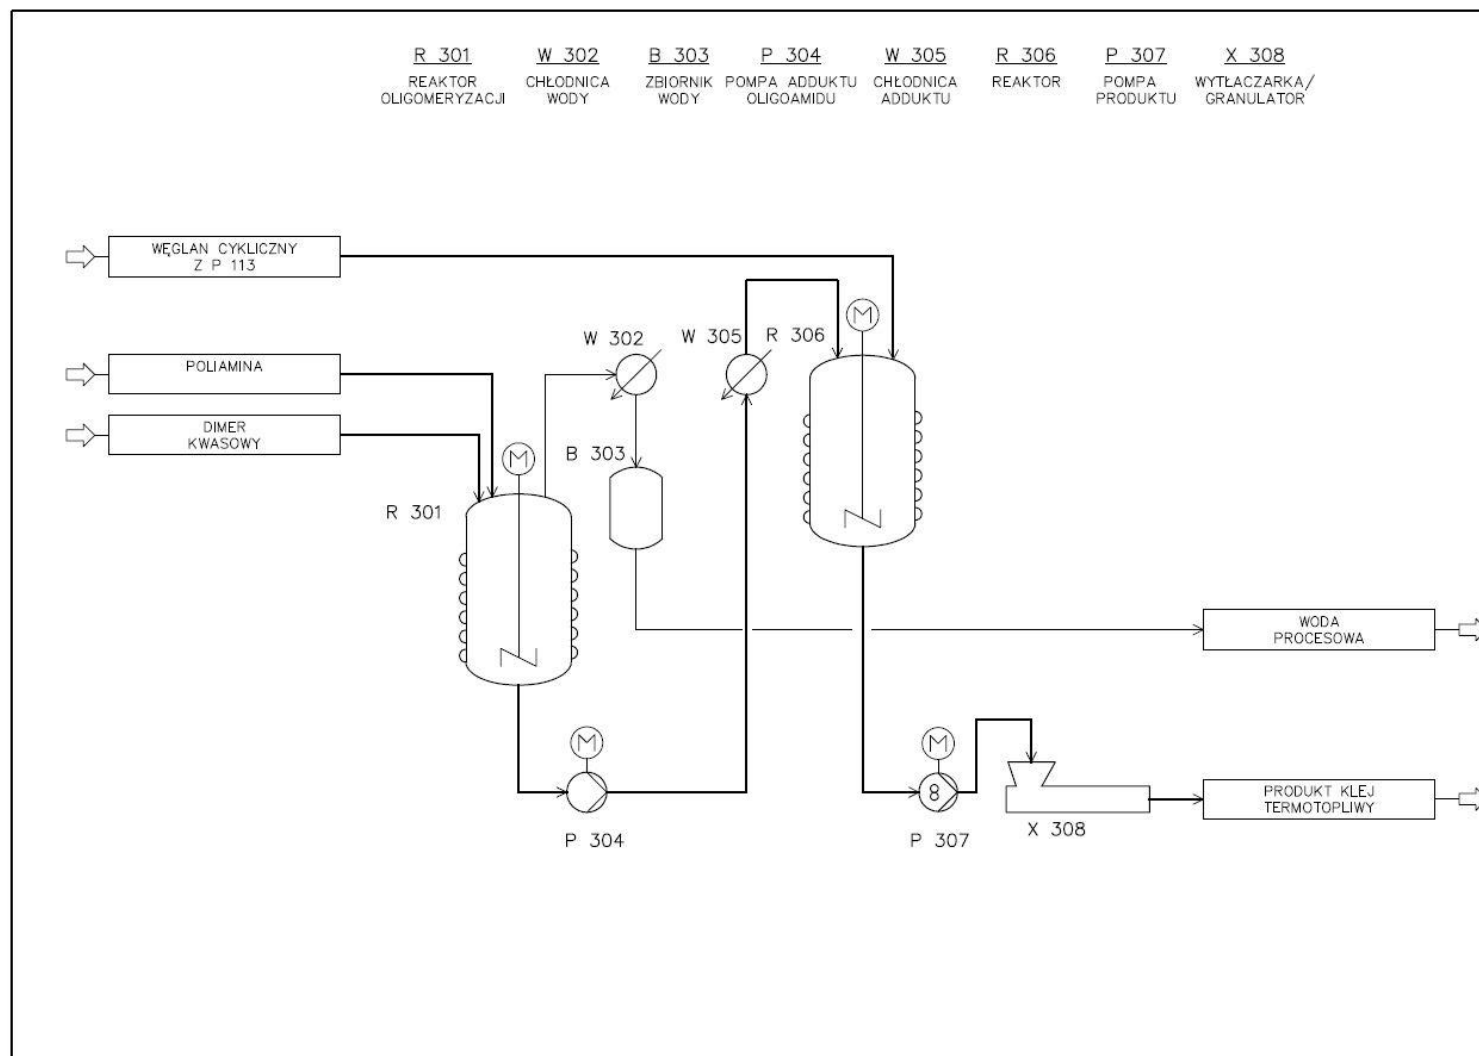 R 301
REAKTOR
OLIGOMERYZACJI
W 302
CHŁODNICA
WODY
B 303
ZBIORNIK
WODY
P 304
POMPA ADDUKTU
OLIGOAMIDU
W 305
CHŁODNICA
ADDUKTU
R 306
REAKTOR
P 307
POMPA
PRODUKTU
X 308
WYTŁACZARKA/
GRANULATOR
WĘGLAN CYKLICZNY
Z P 113
M
W 302
W 305
R 306
POLIAMINA
DIMER
KWASOWY
M
B 303
R 301
WODA
PROCESOWA
M
M
8
PRODUKT KLEJ
TERMOTOPLIWY
P 304
P 307
X 308